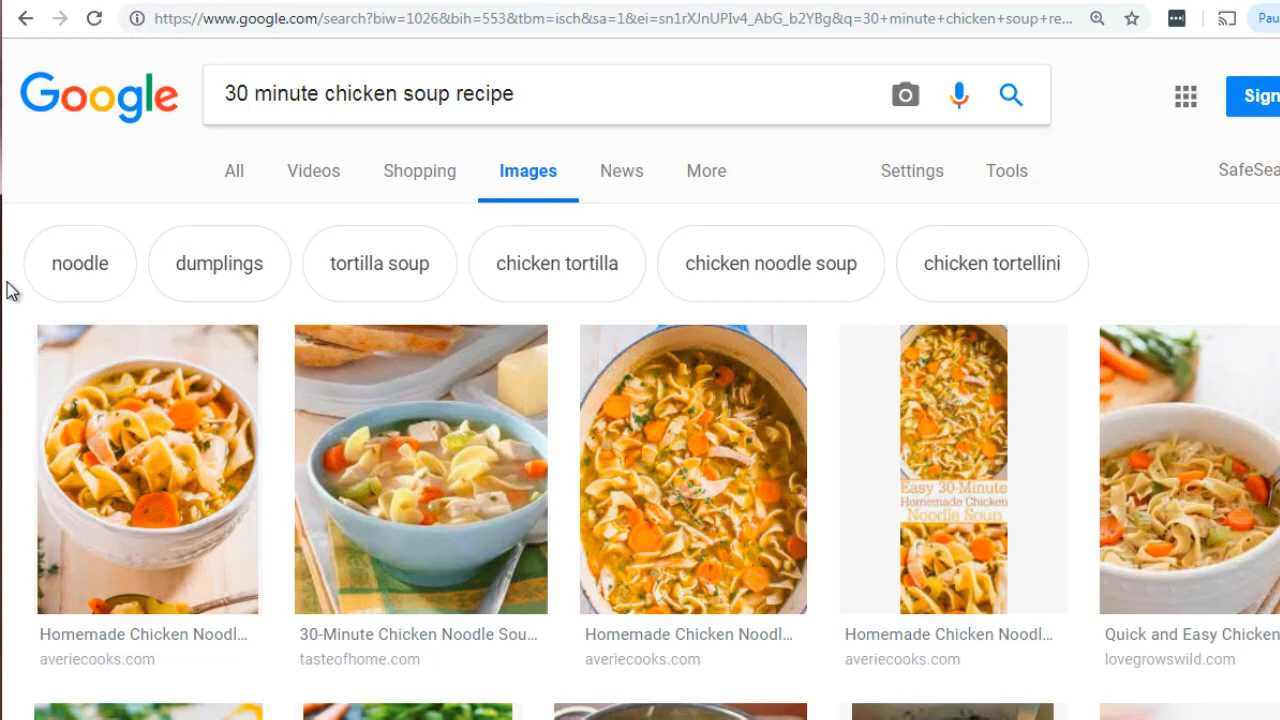 https://www.google.com/search?biw=1026&bih=553&tbm=isch&sa=1&ei=sn1rXJnUPIv4_AbG_b2YBg&q=30+minute+chicken+soup+re... Pau
Google 30 minute chicken soup recipe Sign
All Videos Shopping Images News More Settings Tools SafeSea
noodle dumplings tortilla soup chicken tortilla chicken noodle soup chicken tortellini
Easy 30-Minute
Homemade Chicken
Noodle Soup
Homemade Chicken Noodl... 30-Minute Chicken Noodle Sou... Homemade Chicken Noodl... Homemade Chicken Noodl... Quick and Easy Chicken
averiecooks.com tasteofhome.com averiecooks.com averiecooks.com lovegrowswild.com